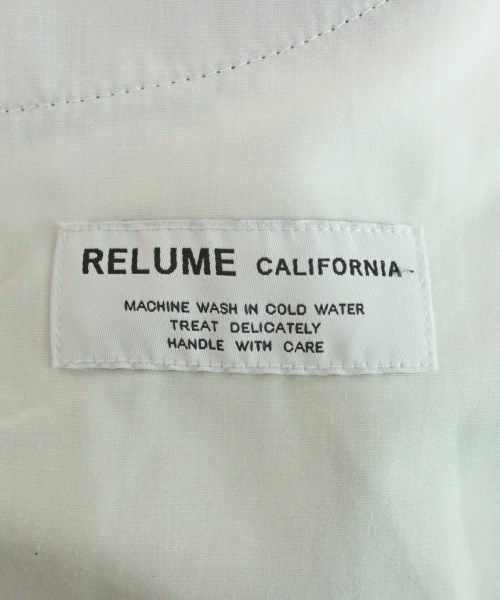 RELUME CALIFORNIA
MACHINE WASH IN COLD WATER
TREAT DELICATELY
HANDLE WITH CARE